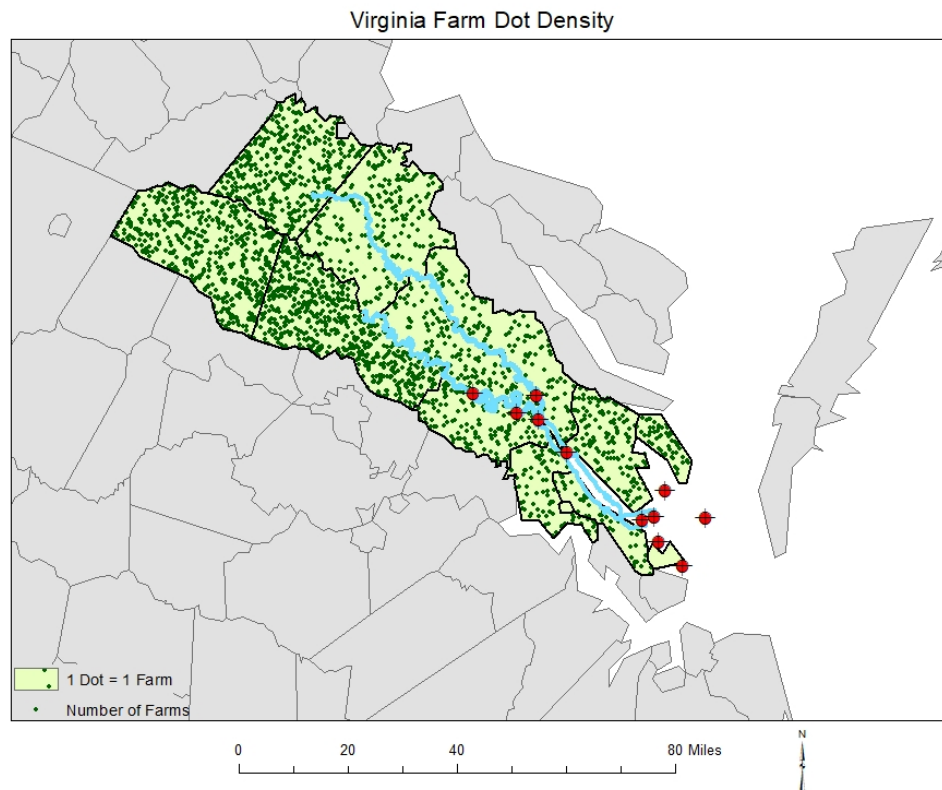 Virginia Farm Dot Density
1 Dot = 1 Farm
Number of Farms
0 20 40 80 Miles
N